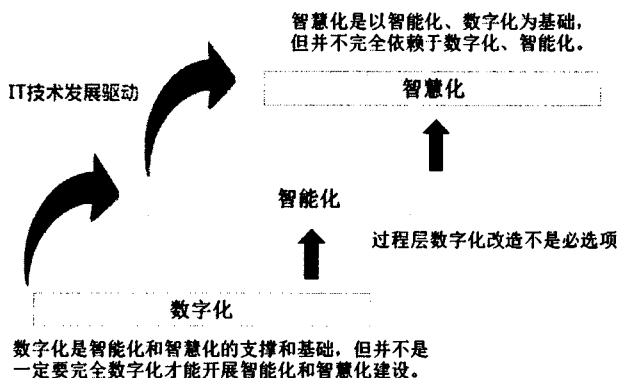 智慧化是以智能化、数字化为基础，
但并不完全依赖于数字化、智能化。
IT技术发展驱动
智慧化
智能化
过程层数字化改造不是必选项
数字化
数字化是智能化和智慧化的支撑和基础，但并不是
一定要完全数字化才能开展智能化和智慧化建设。